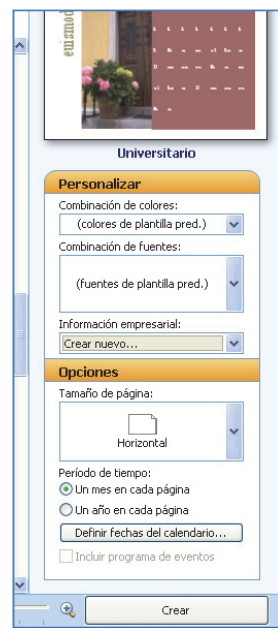 euismod
Universitario
Personalizar
Combinación de colores:
(colores de plantilla pred.)
Combinación de fuentes:
(fuentes de plantilla pred.)
Información empresarial:
Crear nuevo...
Opciones
Tamaño de página:
Horizontal
Período de tiempo:
Un mes en cada página
Un año en cada página
Definir fechas del calendario...
Incluir programa de eventos
Crear